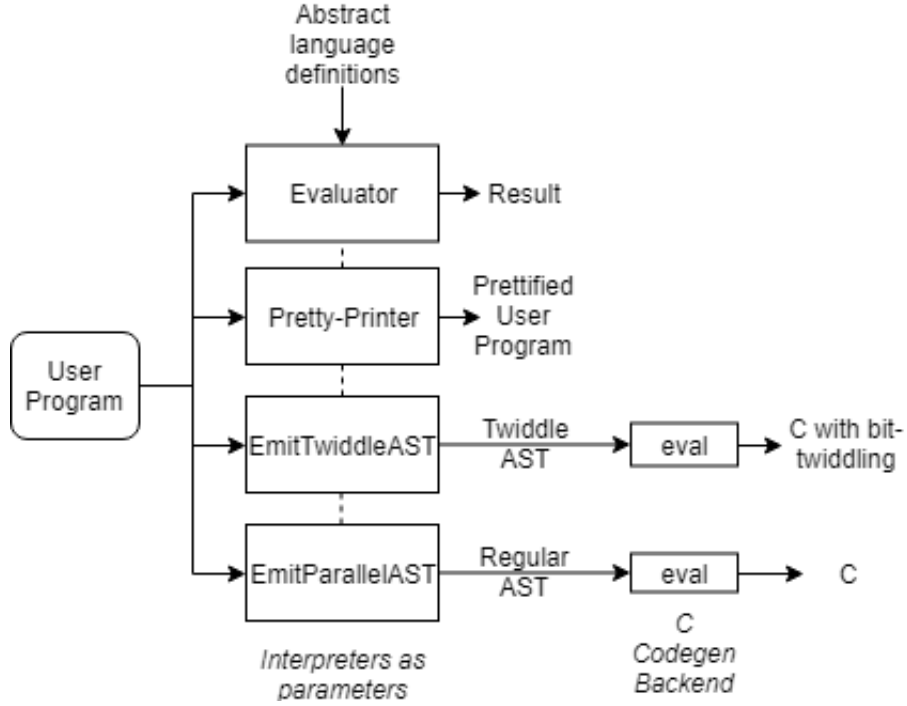 Abstract
language
definitions
Evaluator
Result
Pretty-Printer
Prettified
User
Program
User
Program
EmitTwiddleAST
Twiddle
AST
eval
C with bit-
twiddling
EmitParallelAST
Regular
AST
eval
C
Interpreters as
parameters
C
Codegen
Backend